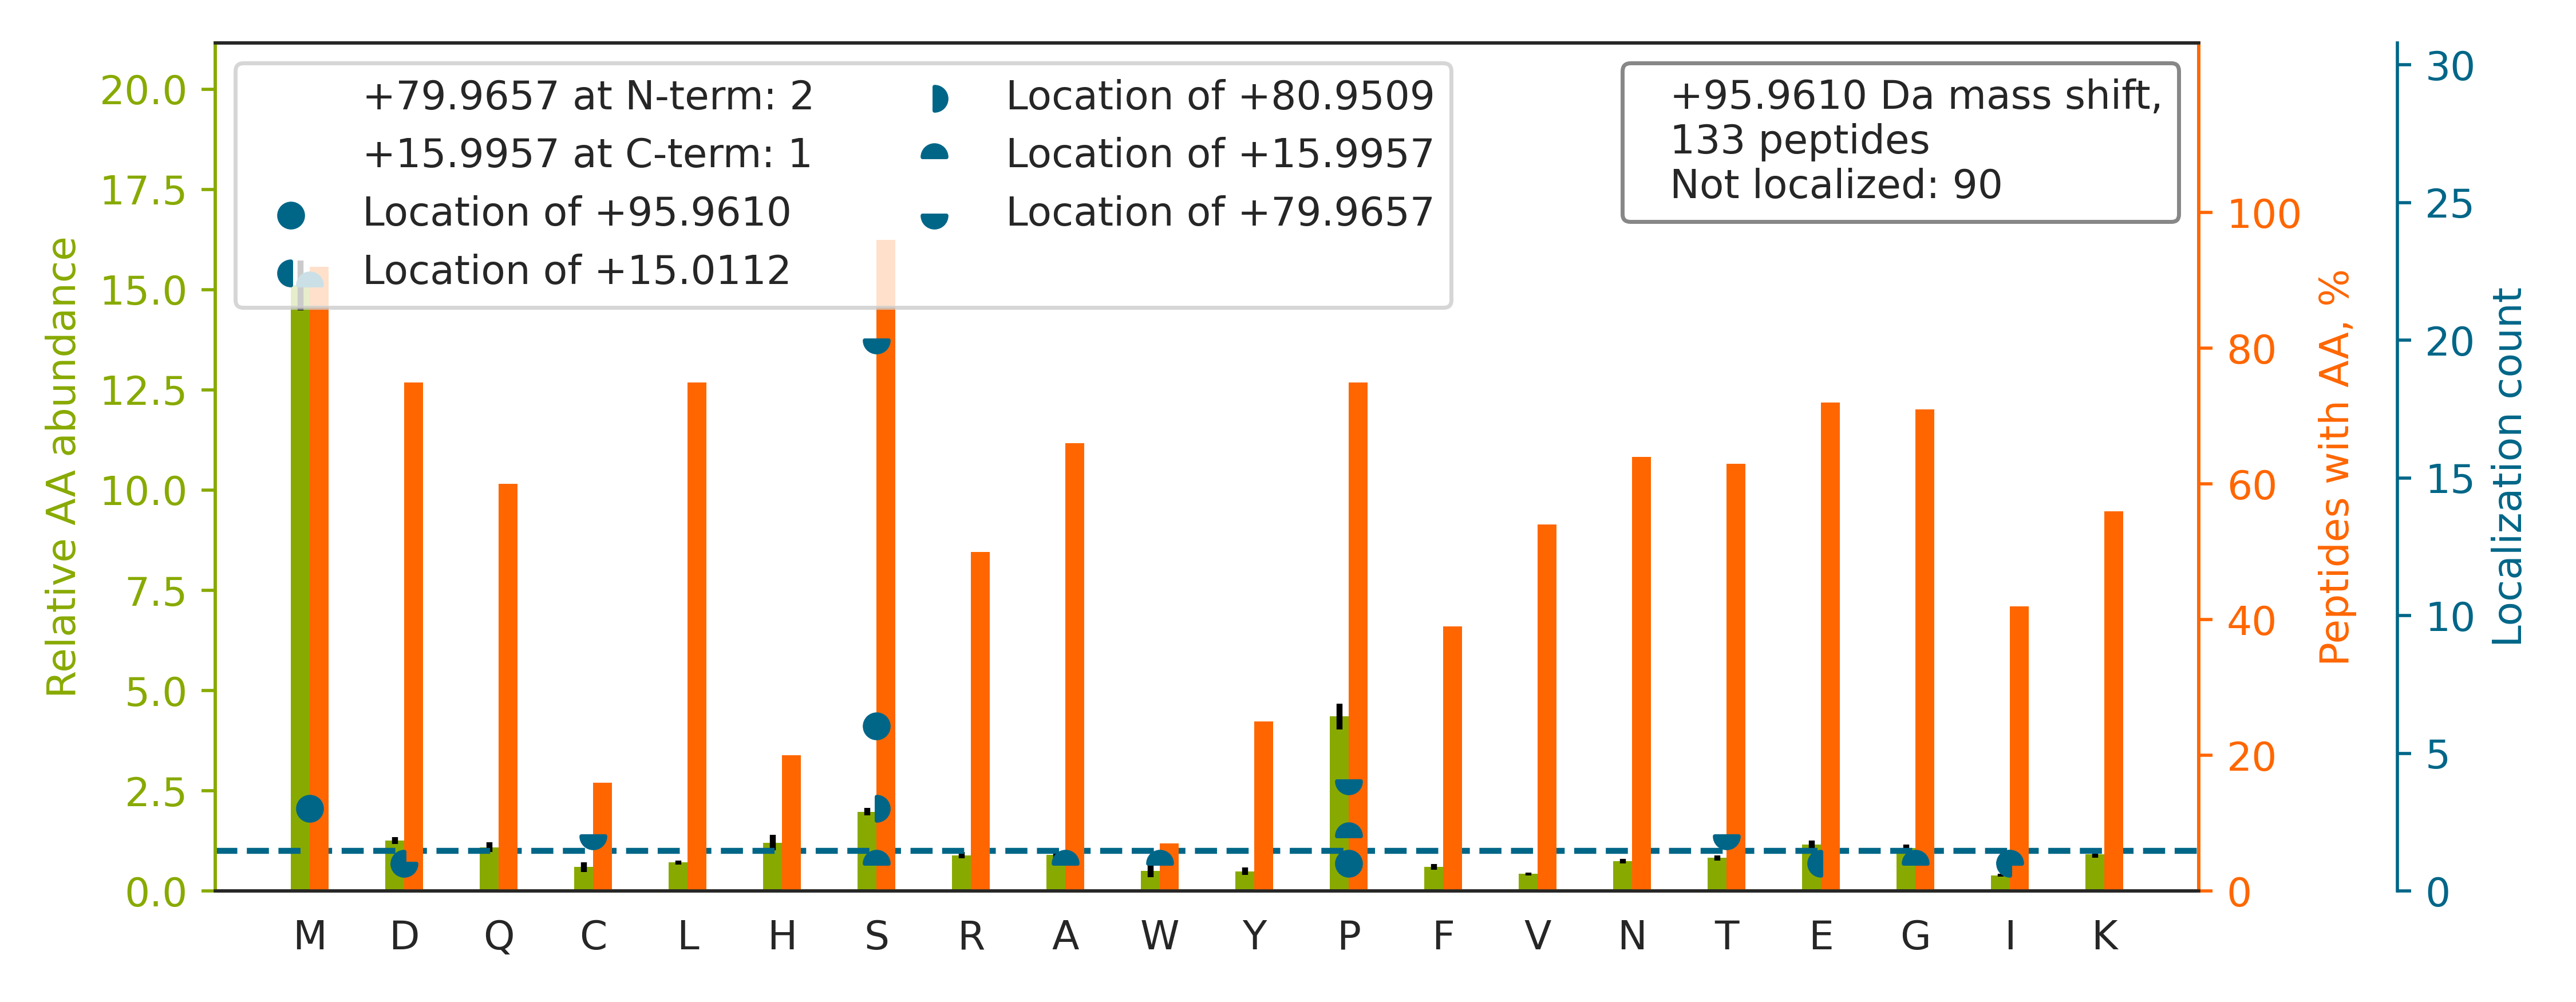 +79.9657 at N-term: 2
+15.9957 at C-term: 1
Location of +95.9610
Location of +15.0112
Location of +80.9509
Location of +15.9957
Location of +79.9657
+95.9610 Da mass shift,
133 peptides
Not localized: 90
Relative AA abundance
20.0
17.5
15.0
12.5
10.0
7.5
5.0
2.5
0.0
M D Q C L H S R A W Y P F V N T E G I K
100
80
60
40
20
0
Peptides with AA, %
30
25
20
15
10
5
0
Localization count